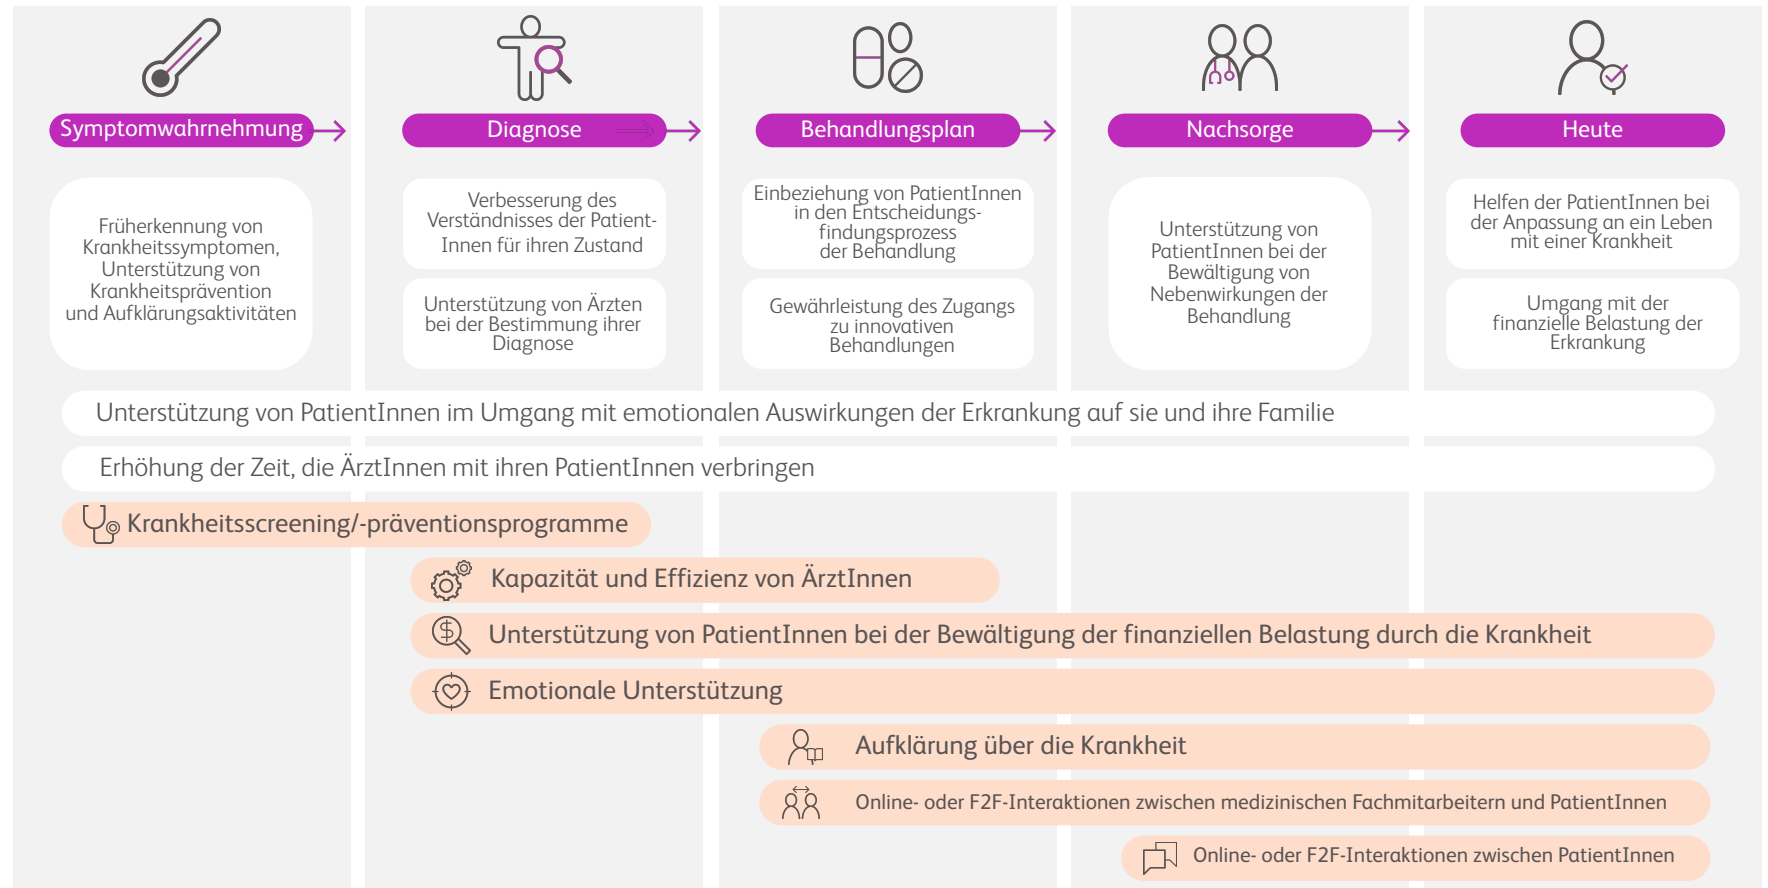 Symptomwahrnehmung
Diagnose
Behandlungsplan
Nachsorge
Heute
Früherkennung von
Krankheitssymptomen,
Unterstützung von
Krankheitsprävention
und Aufklärungsaktivitäten
Verbesserung des
Verständnisses der Patient-
Innen für ihren Zustand
Unterstützung von Ärzten
bei der Bestimmung ihrer
Diagnose
Einbeziehung von PatientInnen
in den Entscheidungs-
findungsprozess
der Behandlung
Gewährleistung des Zugangs
zu innovativen
Behandlungen
Unterstützung von
PatientInnen bei der
Bewältigung von
Nebenwirkungen der
Behandlung
Helfen der PatientInnen bei
der Anpassung an ein Leben
mit einer Krankheit
Umgang mit der
finanzielle Belastung der
Erkrankung
Unterstützung von PatientInnen im Umgang mit emotionalen Auswirkungen der Erkrankung auf sie und ihre Familie
Erhöhung der Zeit, die ÄrztInnen mit ihren PatientInnen verbringen
Krankheitsscreening/-präventionsprogramme
Kapazität und Effizienz von ÄrztInnen
Unterstützung von PatientInnen bei der Bewältigung der finanziellen Belastung durch die Krankheit
Emotionale Unterstützung
Aufklärung über die Krankheit
Online- oder F2F-Interaktionen zwischen medizinischen Fachmitarbeitern und PatientInnen
Online- oder F2F-Interaktionen zwischen PatientInnen